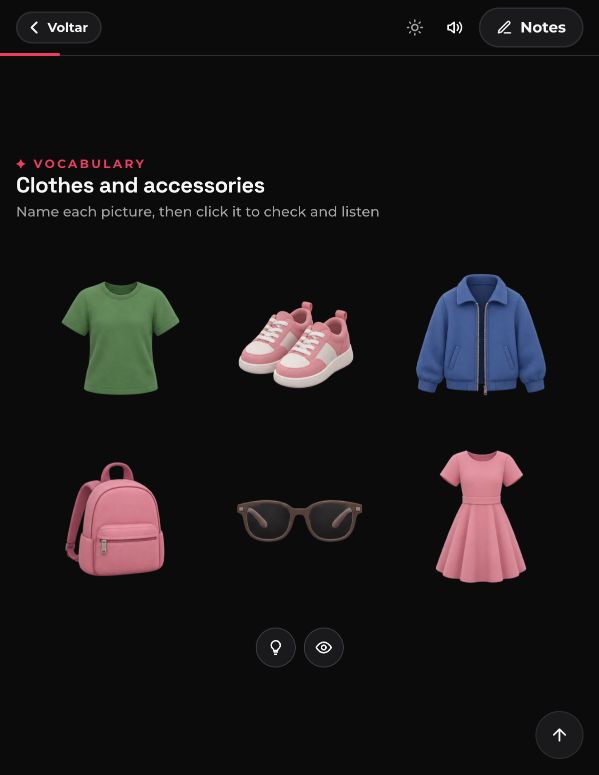 Voltar
Notes
VOCABULARY
Clothes and accessories
Name each picture, then click it to check and listen